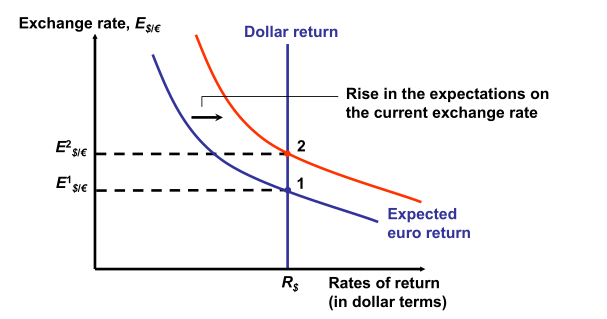 Exchange rate, E$/€
Dollar return
Rise in the expectations on
the current exchange rate
E2$/€
2
E1$/€
1
Expected
euro return
R$
Rates of return
(in dollar terms)